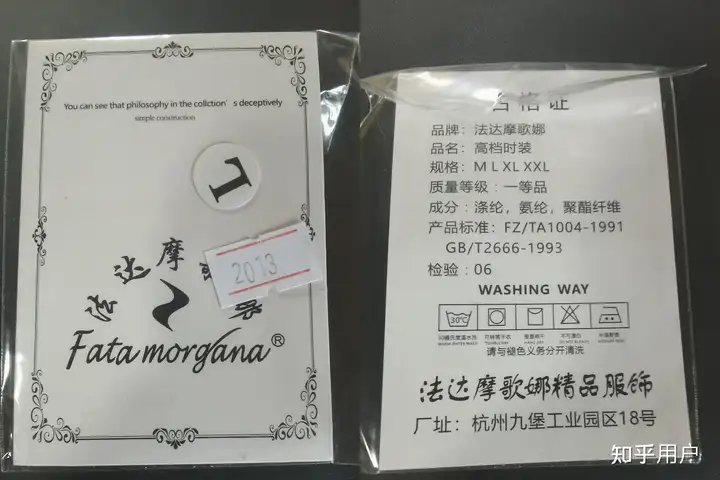 You can see that philosophy in the collction's deceptively
simple construction
L
2013
法达摩
Fatamorgana®
合格证
品牌：法达摩歌娜
品名：高档时装
规格：M L XL XXL
质量等级：一等品
成分：涤纶，氨纶，聚酯纤维
产品标准：FZ/TA1004-1991
GB/T2666-1993
检验：06
WASHING WAY
30℃
请与褪色义务分开清洗
法达摩歌娜精品服饰
厂址：杭州九堡工业园区18号
知乎用户